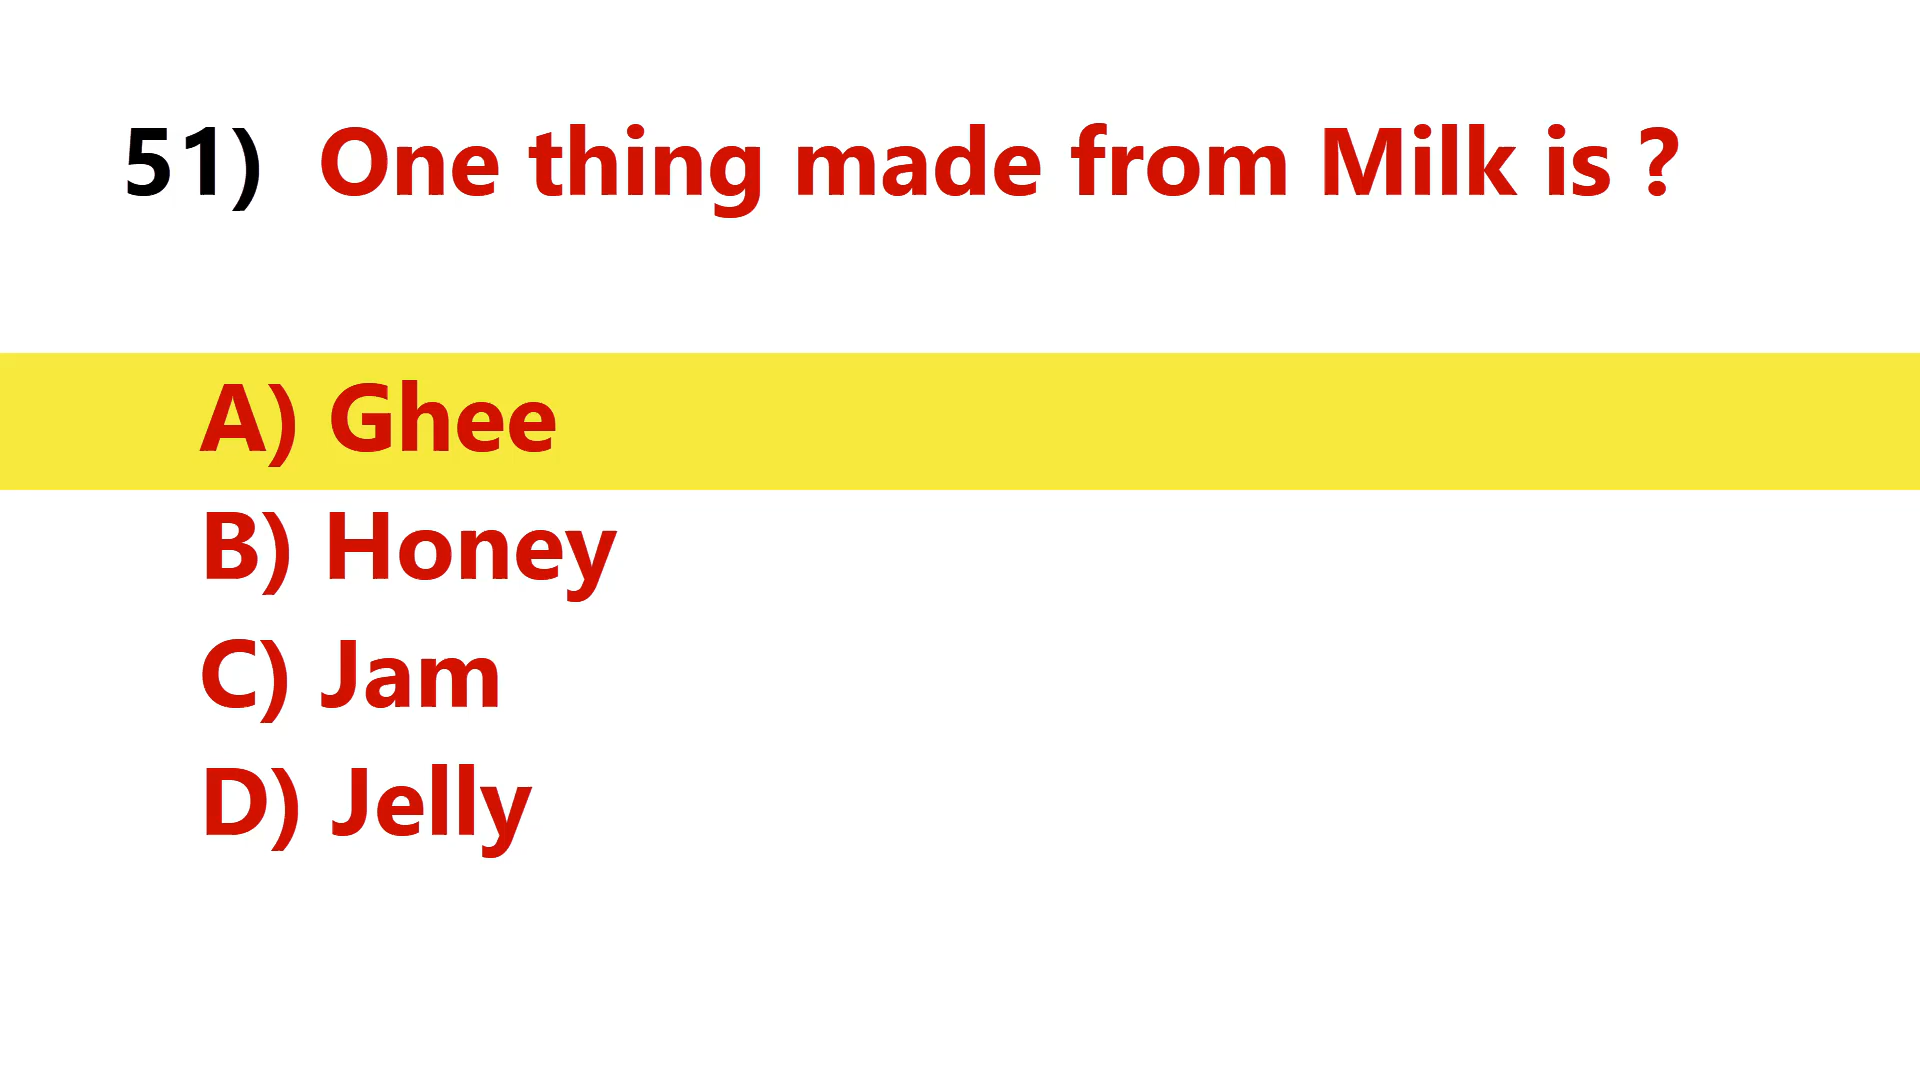 51) One thing made from Milk is ?
A) Ghee
B) Honey
C) Jam
D) Jelly